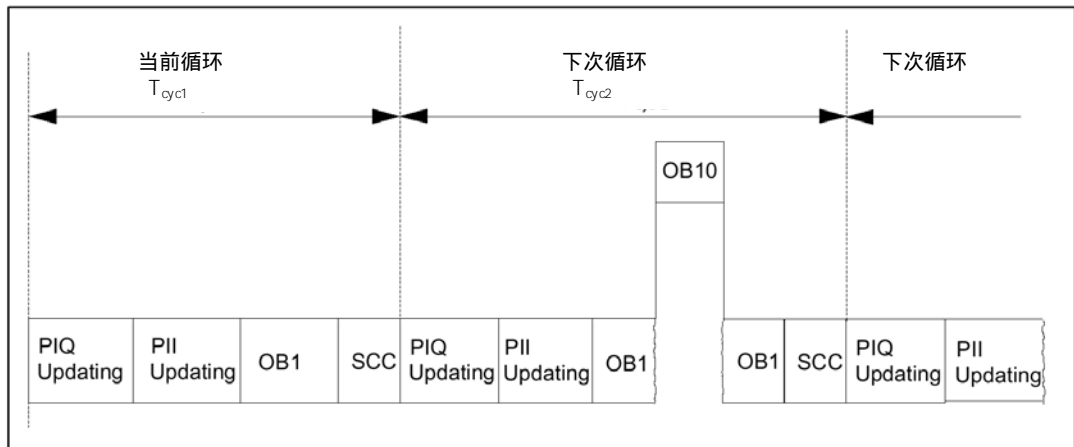 当前循环
Tcyc1
下次循环
Tcyc2
下次循环
OB10
PIQ
Updating
PII
Updating
OB1
SCC
PIQ
Updating
PII
Updating
OB1
OB1
SCC
PIQ
Updating
PII
Updating